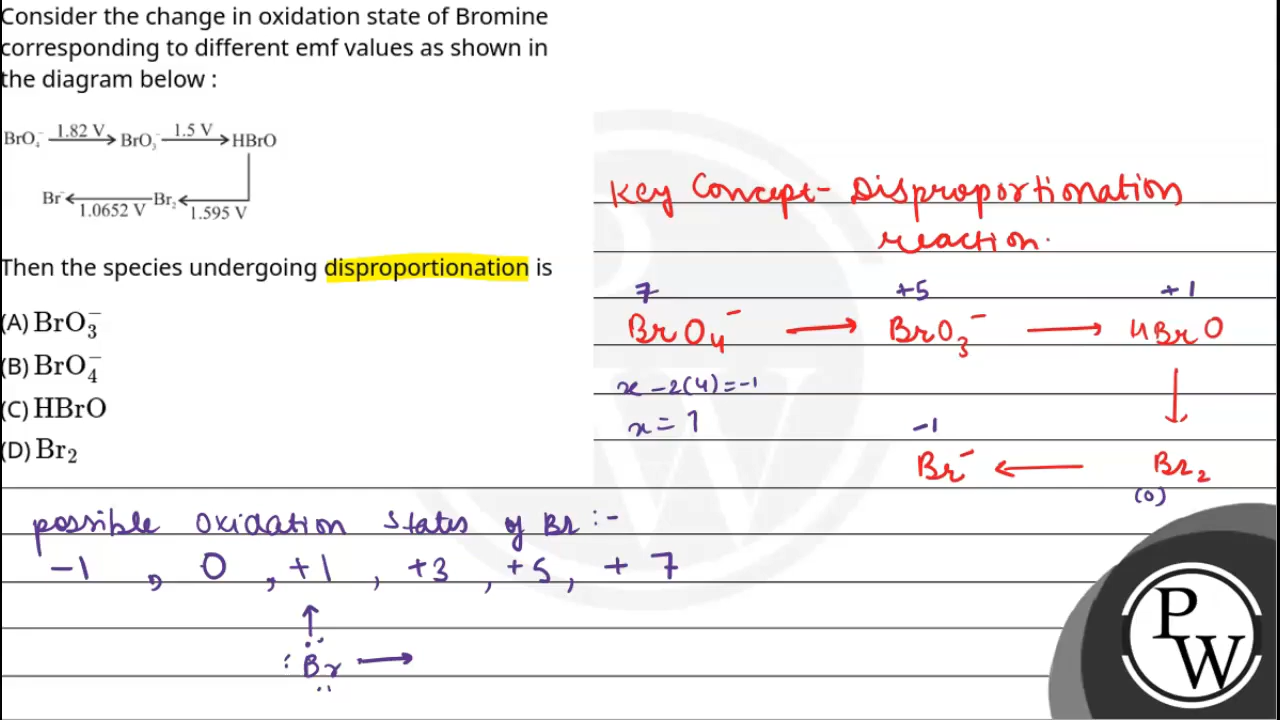 Consider the change in oxidation state of Bromine
corresponding to different emf values as shown in
the diagram below :
BrO₄⁻ 1.82 V BrO₃⁻ 1.5 V HBrO
Br⁻ 1.0652 V Br₂ 1.595 V
Then the species undergoing disproportionation is
(A) BrO₃⁻
(B) BrO₄⁻
(C) HBrO
(D) Br₂
Key Concept- Disproportionation
reaction.
7 +5 +1
BrO₄⁻ → BrO₃⁻ → HBrO
x -2(4) = -1
x = 7
-1
Br⁻ ← Br₂
(0)
possible oxidation states of Br :-
-1 , 0 , +1 , +3 , +5 , + 7
Br →
P
W